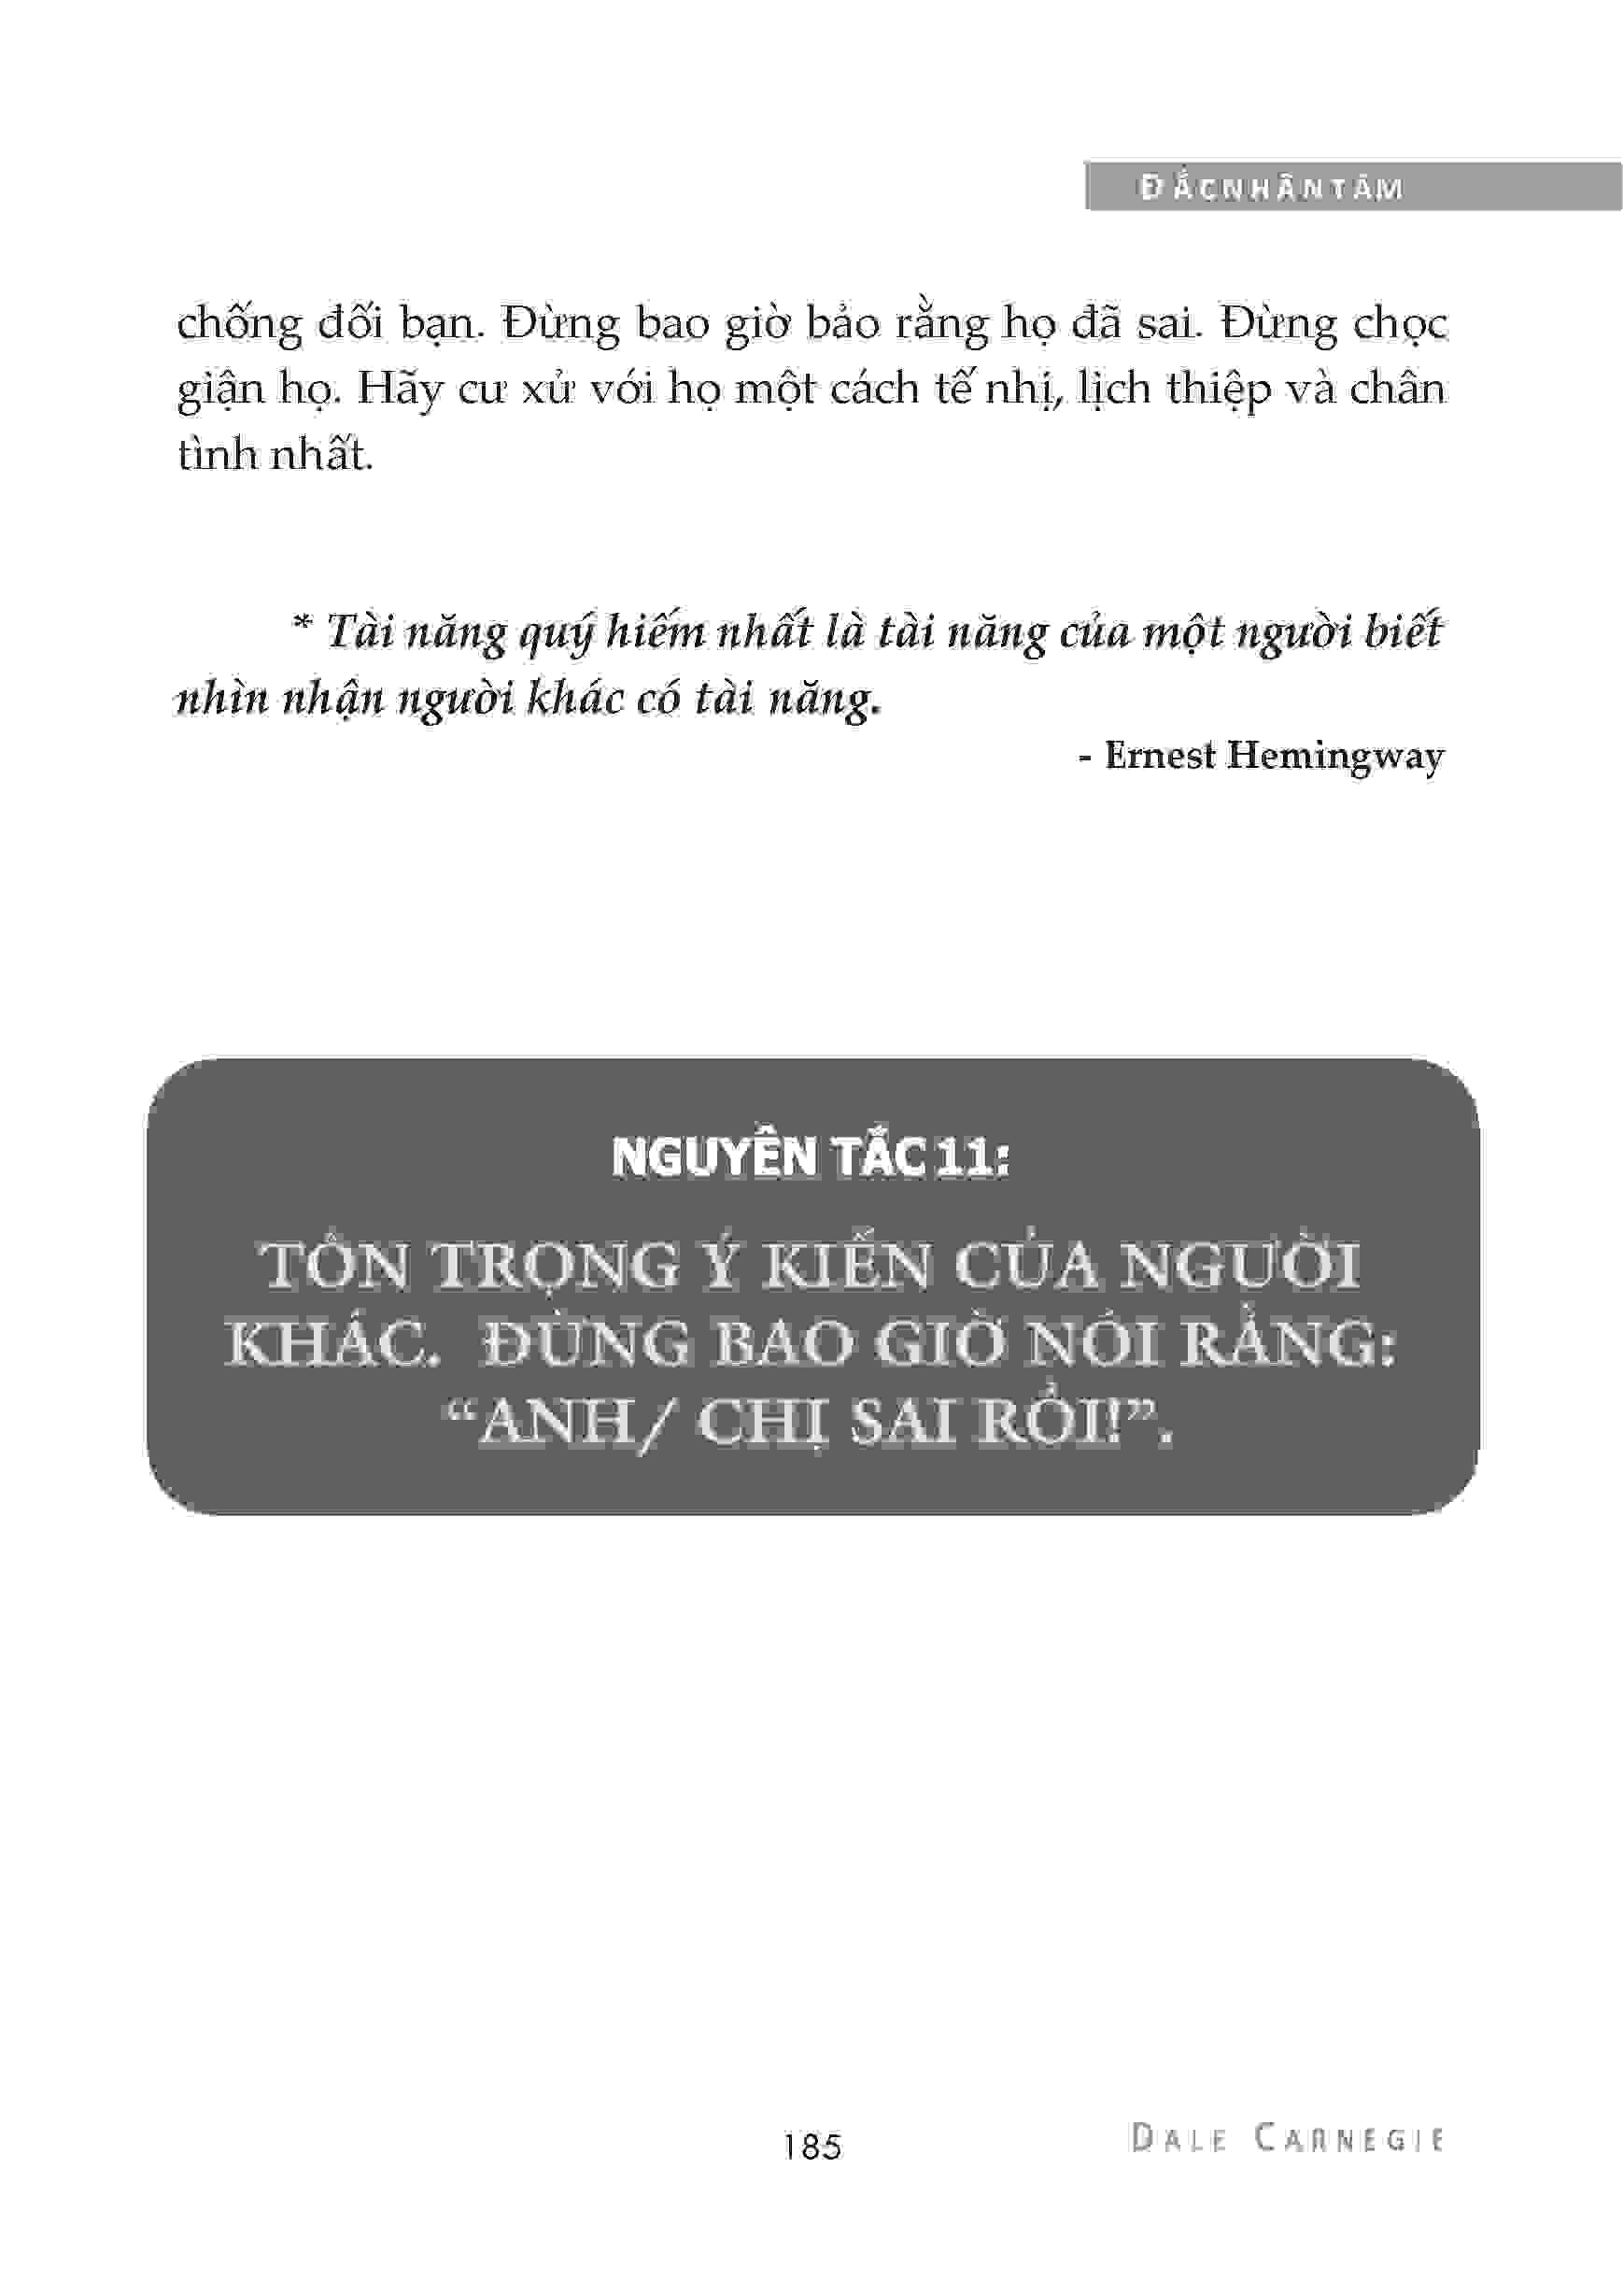 ĐẮCNHÂNTÂM
chống đối bạn. Đừng bao giờ bảo rằng họ đã sai. Đừng chọc
giận họ. Hãy cư xử với họ một cách tế nhị, lịch thiệp và chân
tình nhất.
* Tài năng quý hiếm nhất là tài năng của một người biết
nhìn nhận người khác có tài năng.
- Ernest Hemingway
NGUYÊN TẮC 11:
TÔN TRỌNG Ý KIẾN CỦA NGƯỜI
KHÁC. ĐỪNG BAO GIỜ NÓI RẰNG:
“ANH/ CHỊ SAI RỒI!”.
185
DALE CARNEGIE